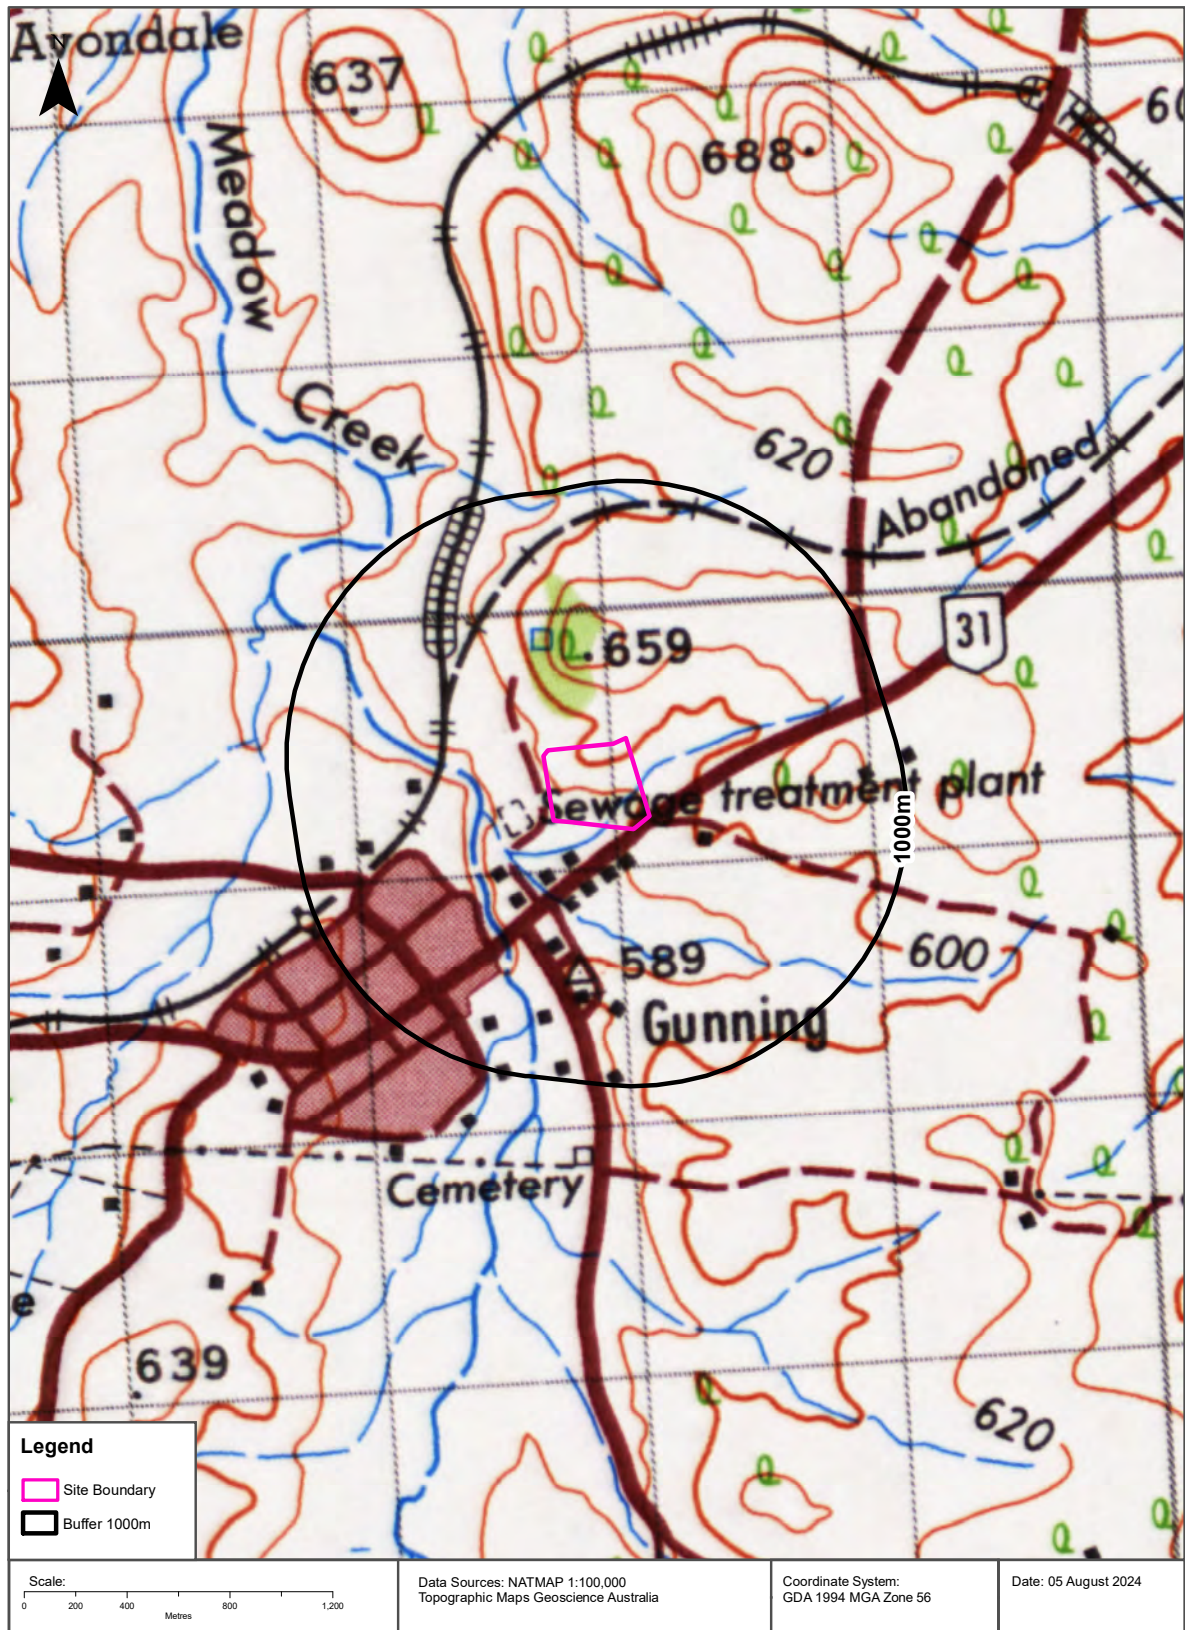 Avondale
N
637
60
688
Meadow
Creek
620
Abandoned
31
659
Sewage treatment plant
1000m
589
600
Gunning
Cemetery
e
639
620
Legend
Site Boundary
Buffer 1000m
Scale:
0 200 400 800 1,200
Metres
Data Sources: NATMAP 1:100,000
Topographic Maps Geoscience Australia
Coordinate System:
GDA 1994 MGA Zone 56
Date: 05 August 2024